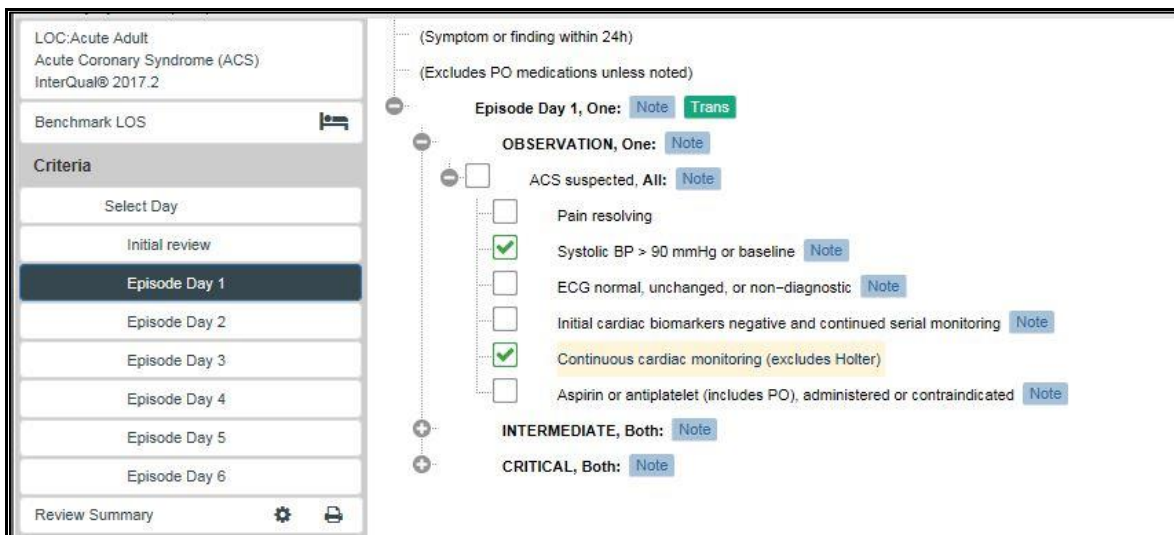 LOC:Acute Adult
Acute Coronary Syndrome (ACS)
InterQual® 2017.2
Benchmark LOS
Criteria
Select Day
Initial review
Episode Day 1
Episode Day 2
Episode Day 3
Episode Day 4
Episode Day 5
Episode Day 6
Review Summary
(Symptom or finding within 24h)
(Excludes PO medications unless noted)
Episode Day 1, One: Note Trans
OBSERVATION, One: Note
ACS suspected, All: Note
Pain resolving
Systolic BP > 90 mmHg or baseline Note
ECG normal, unchanged, or non-diagnostic Note
Initial cardiac biomarkers negative and continued serial monitoring Note
Continuous cardiac monitoring (excludes Holter)
Aspirin or antiplatelet (includes PO), administered or contraindicated Note
INTERMEDIATE, Both: Note
CRITICAL, Both: Note